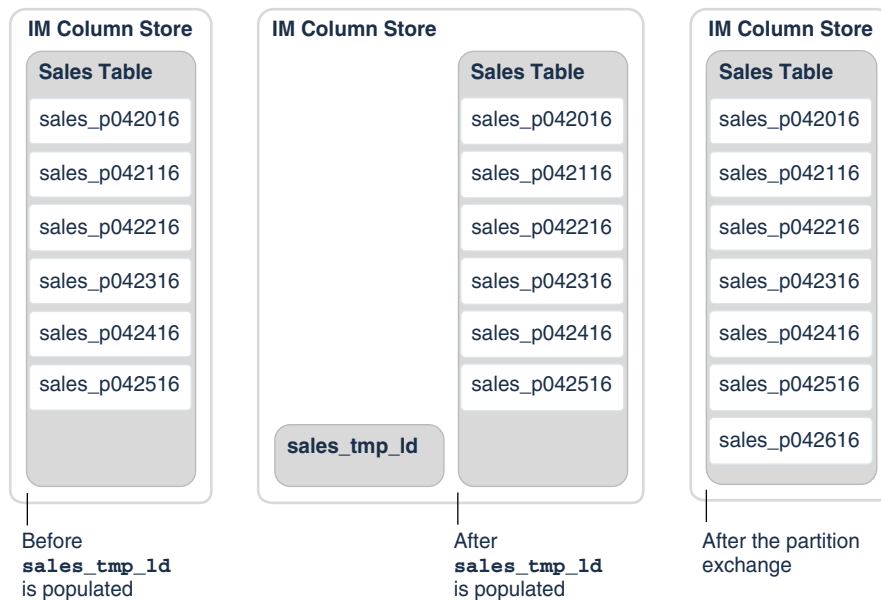 IM Column Store
Sales Table
sales_p042016
sales_p042116
sales_p042216
sales_p042316
sales_p042416
sales_p042516
Before
sales_tmp_ld
is populated
IM Column Store
sales_tmp_ld
Sales Table
sales_p042016
sales_p042116
sales_p042216
sales_p042316
sales_p042416
sales_p042516
After
sales_tmp_ld
is populated
IM Column Store
Sales Table
sales_p042016
sales_p042116
sales_p042216
sales_p042316
sales_p042416
sales_p042516
sales_p042616
After the partition
exchange